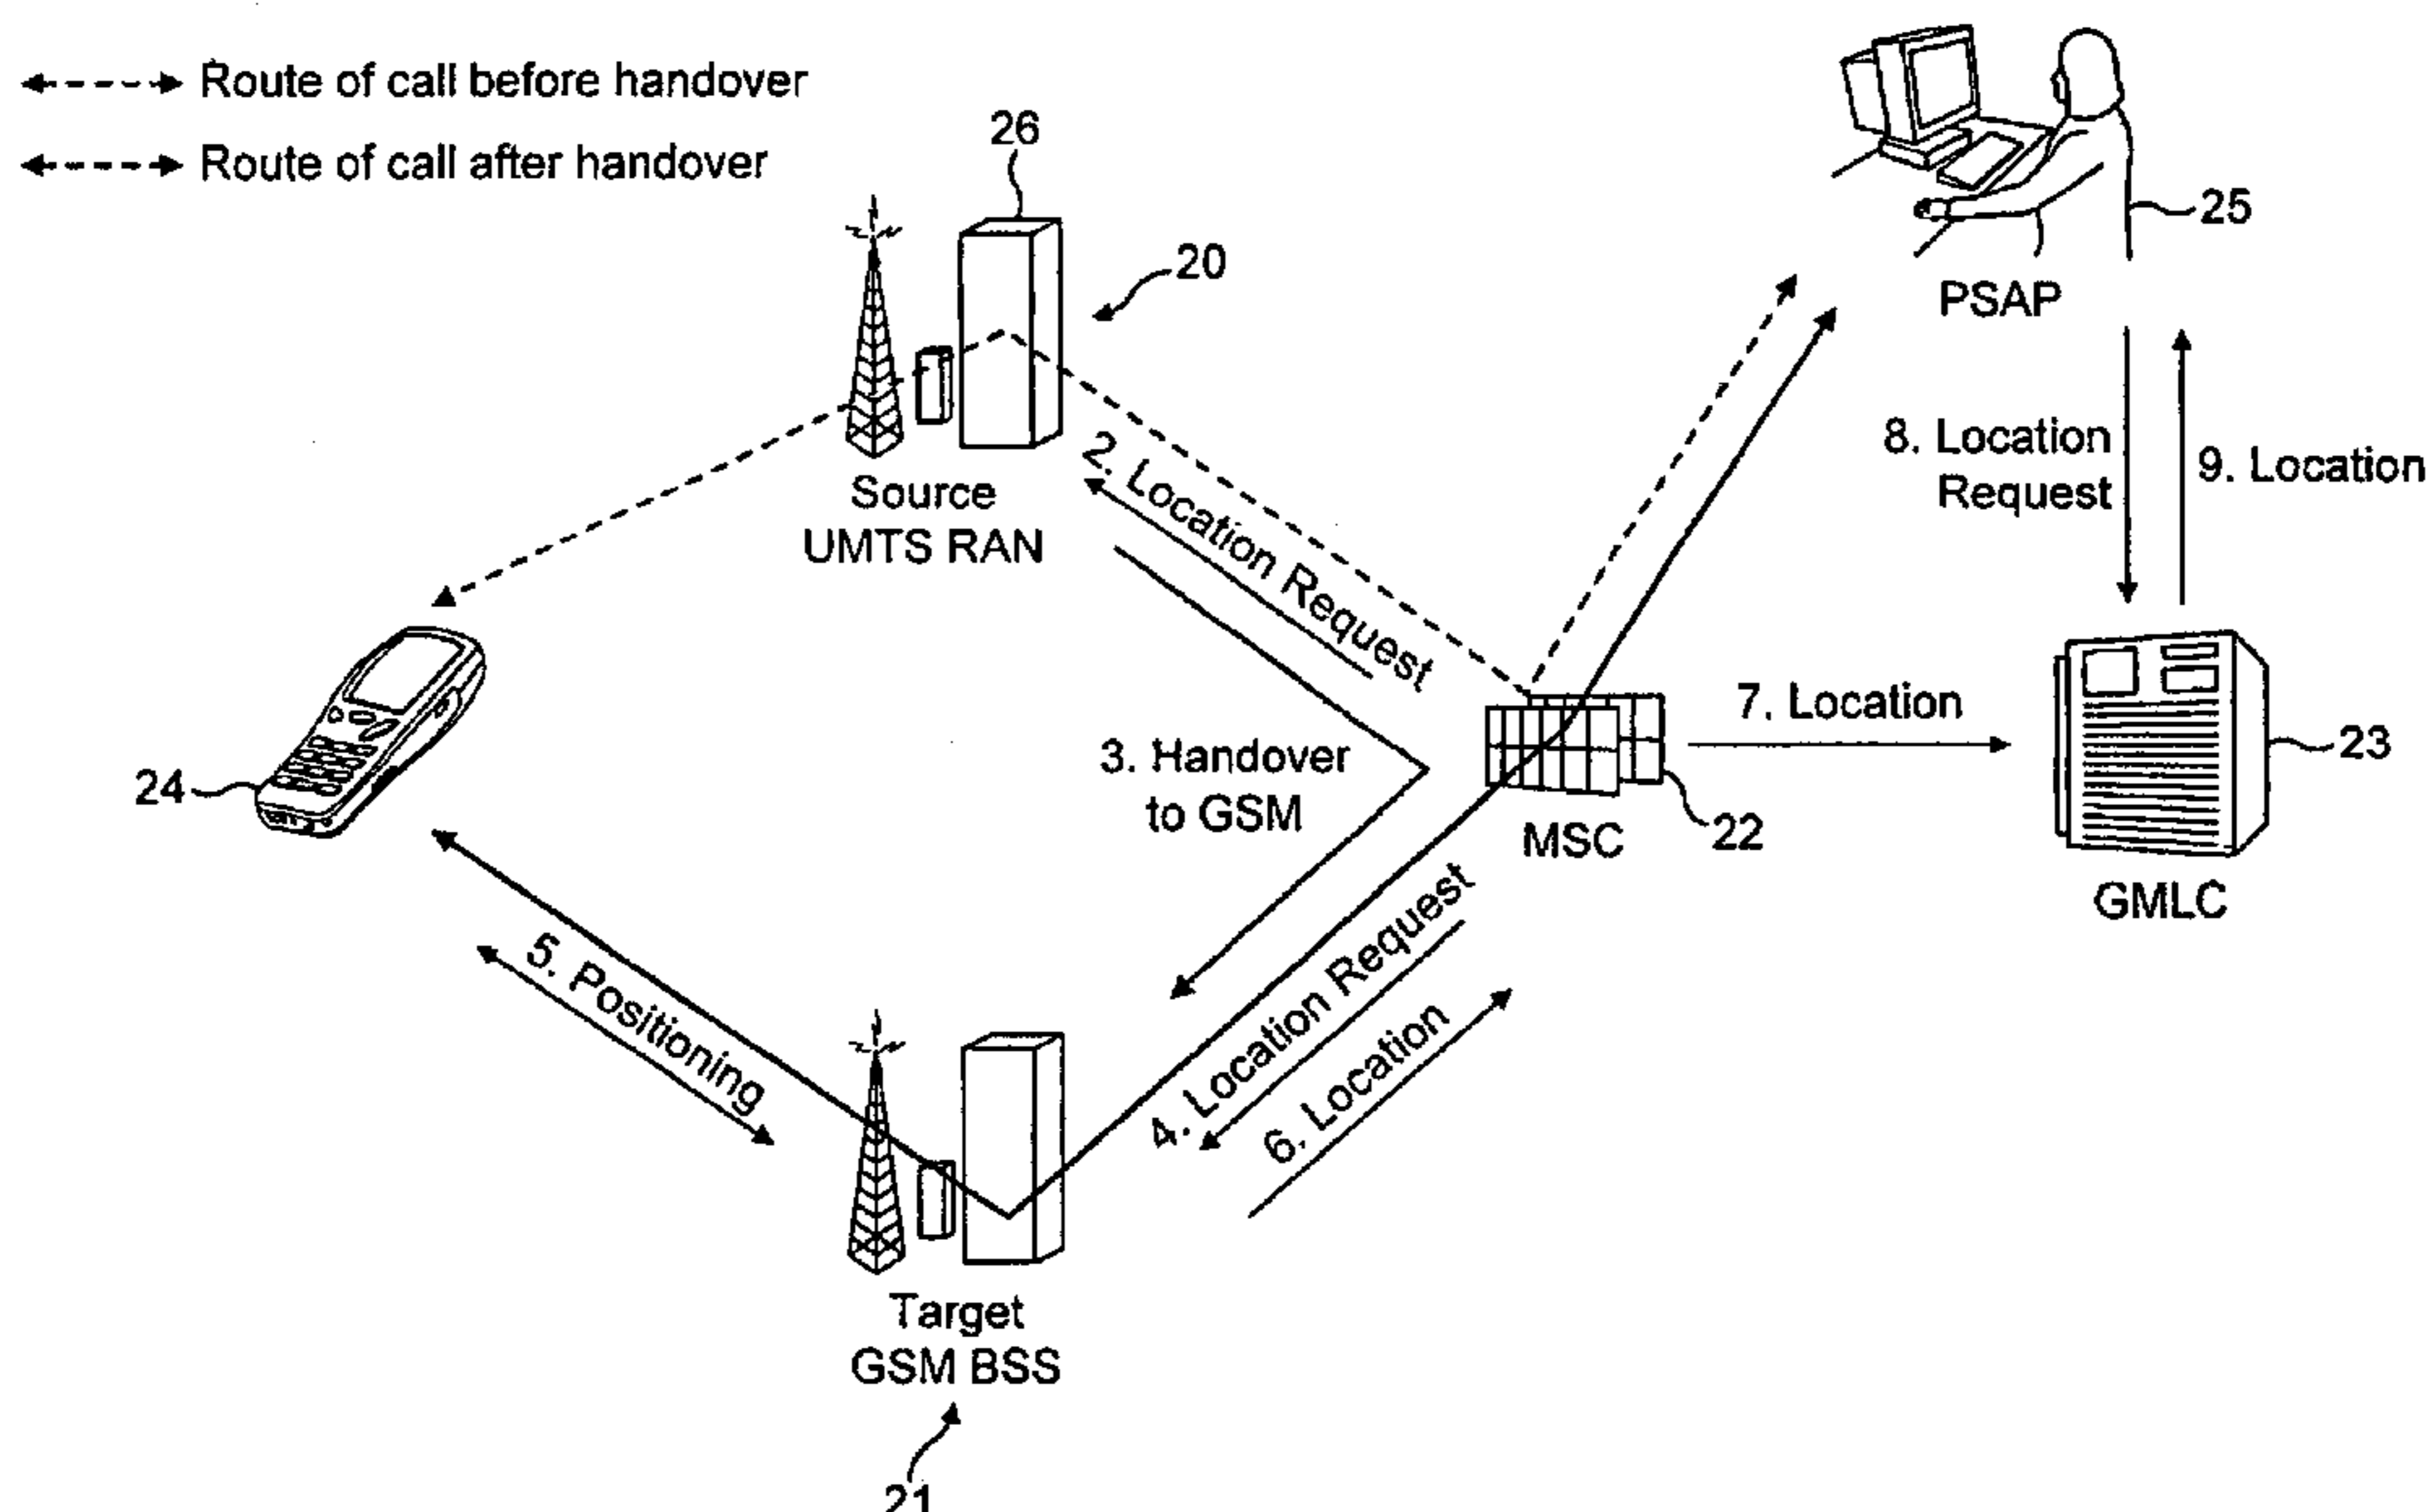 Route of call before handover
Route of call after handover
26
20
25
PSAP
Source
UMTS RAN
2. Location Request
8. Location
Request
9. Location
24
3. Handover
to GSM
MSC
22
7. Location
23
GMLC
5. Positioning
4. Location Request
6. Location
Target
GSM BSS
21